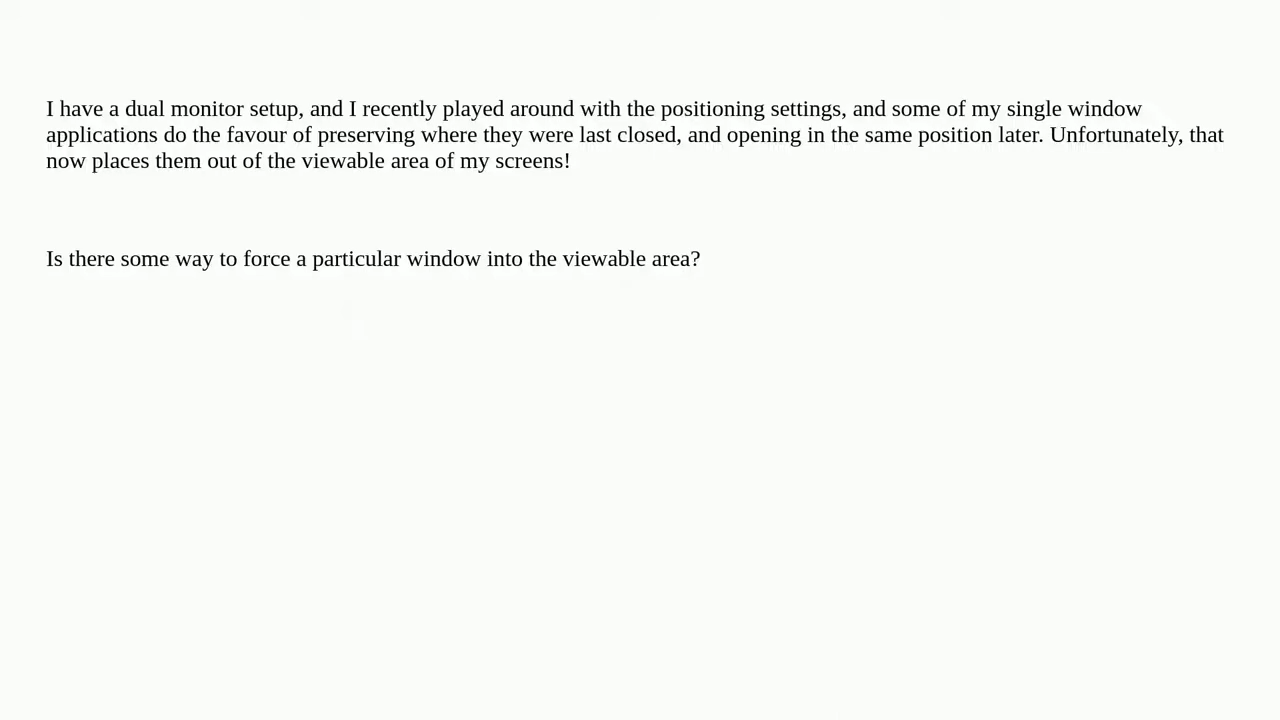 I have a dual monitor setup, and I recently played around with the positioning settings, and some of my single window
applications do the favour of preserving where they were last closed, and opening in the same position later. Unfortunately, that
now places them out of the viewable area of my screens!
Is there some way to force a particular window into the viewable area?